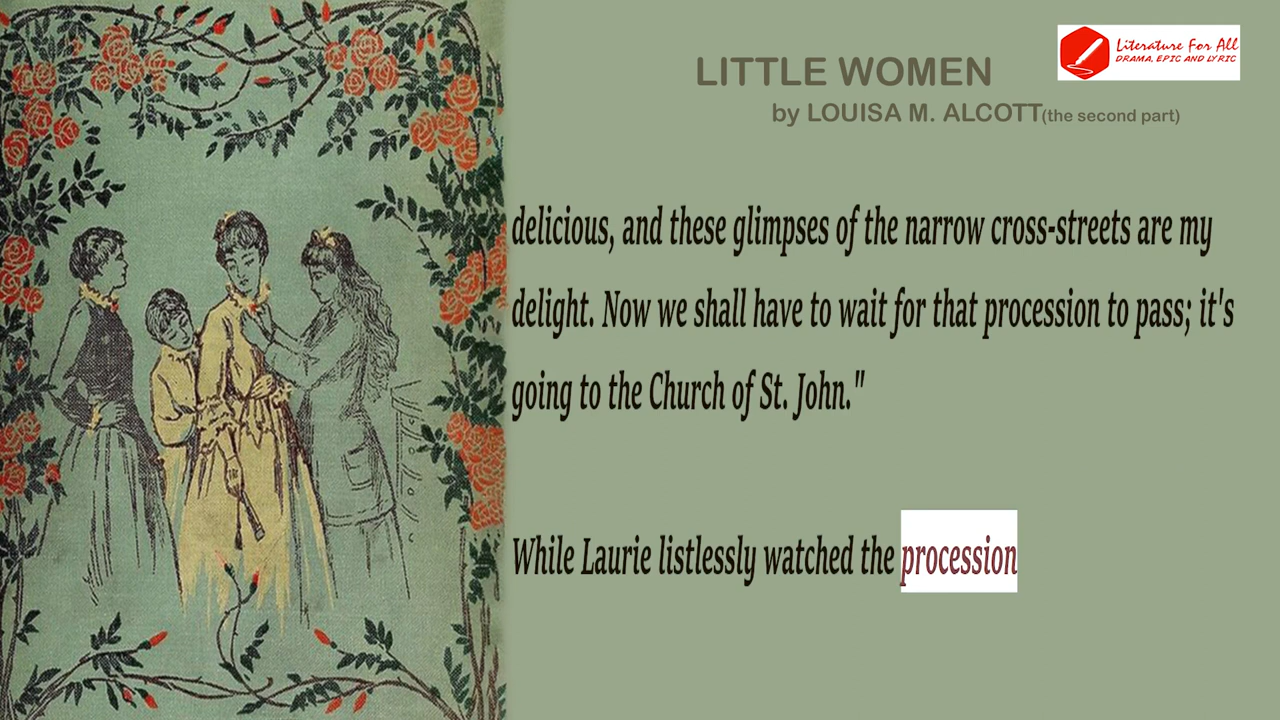 LITTLE WOMEN
by LOUISA M. ALCOTT(the second part)
Literature For All
DRAMA, EPIC AND LYRIC
delicious, and these glimpses of the narrow cross-streets are my
delight. Now we shall have to wait for that procession to pass; it's
going to the Church of St. John."
While Laurie listlessly watched the procession